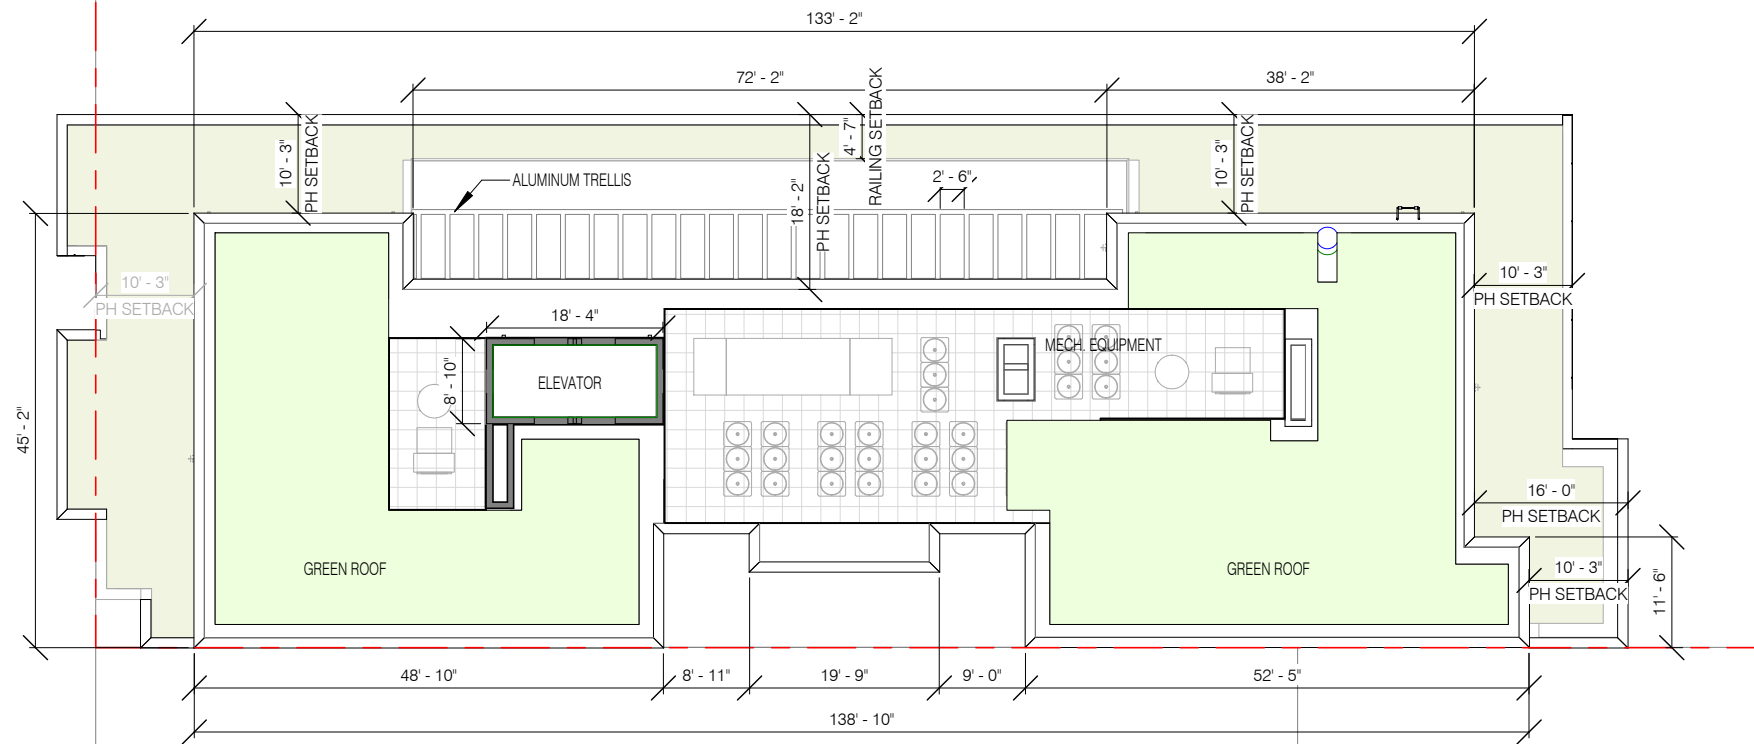 133' - 2"
72' - 2"
38' - 2"
10' - 3"
PH SETBACK
18' - 2"
PH SETBACK
4' - 7"
RAILING SETBACK
10' - 3"
PH SETBACK
ALUMINUM TRELLIS
2' - 6"
10' - 3"
PH SETBACK
10' - 3"
PH SETBACK
18' - 4"
8' - 10"
ELEVATOR
MECH. EQUIPMENT
45' - 2"
16' - 0"
PH SETBACK
GREEN ROOF
GREEN ROOF
10' - 3"
PH SETBACK
11' - 6"
48' - 10"
8' - 11"
19' - 9"
9' - 0"
52' - 5"
138' - 10"